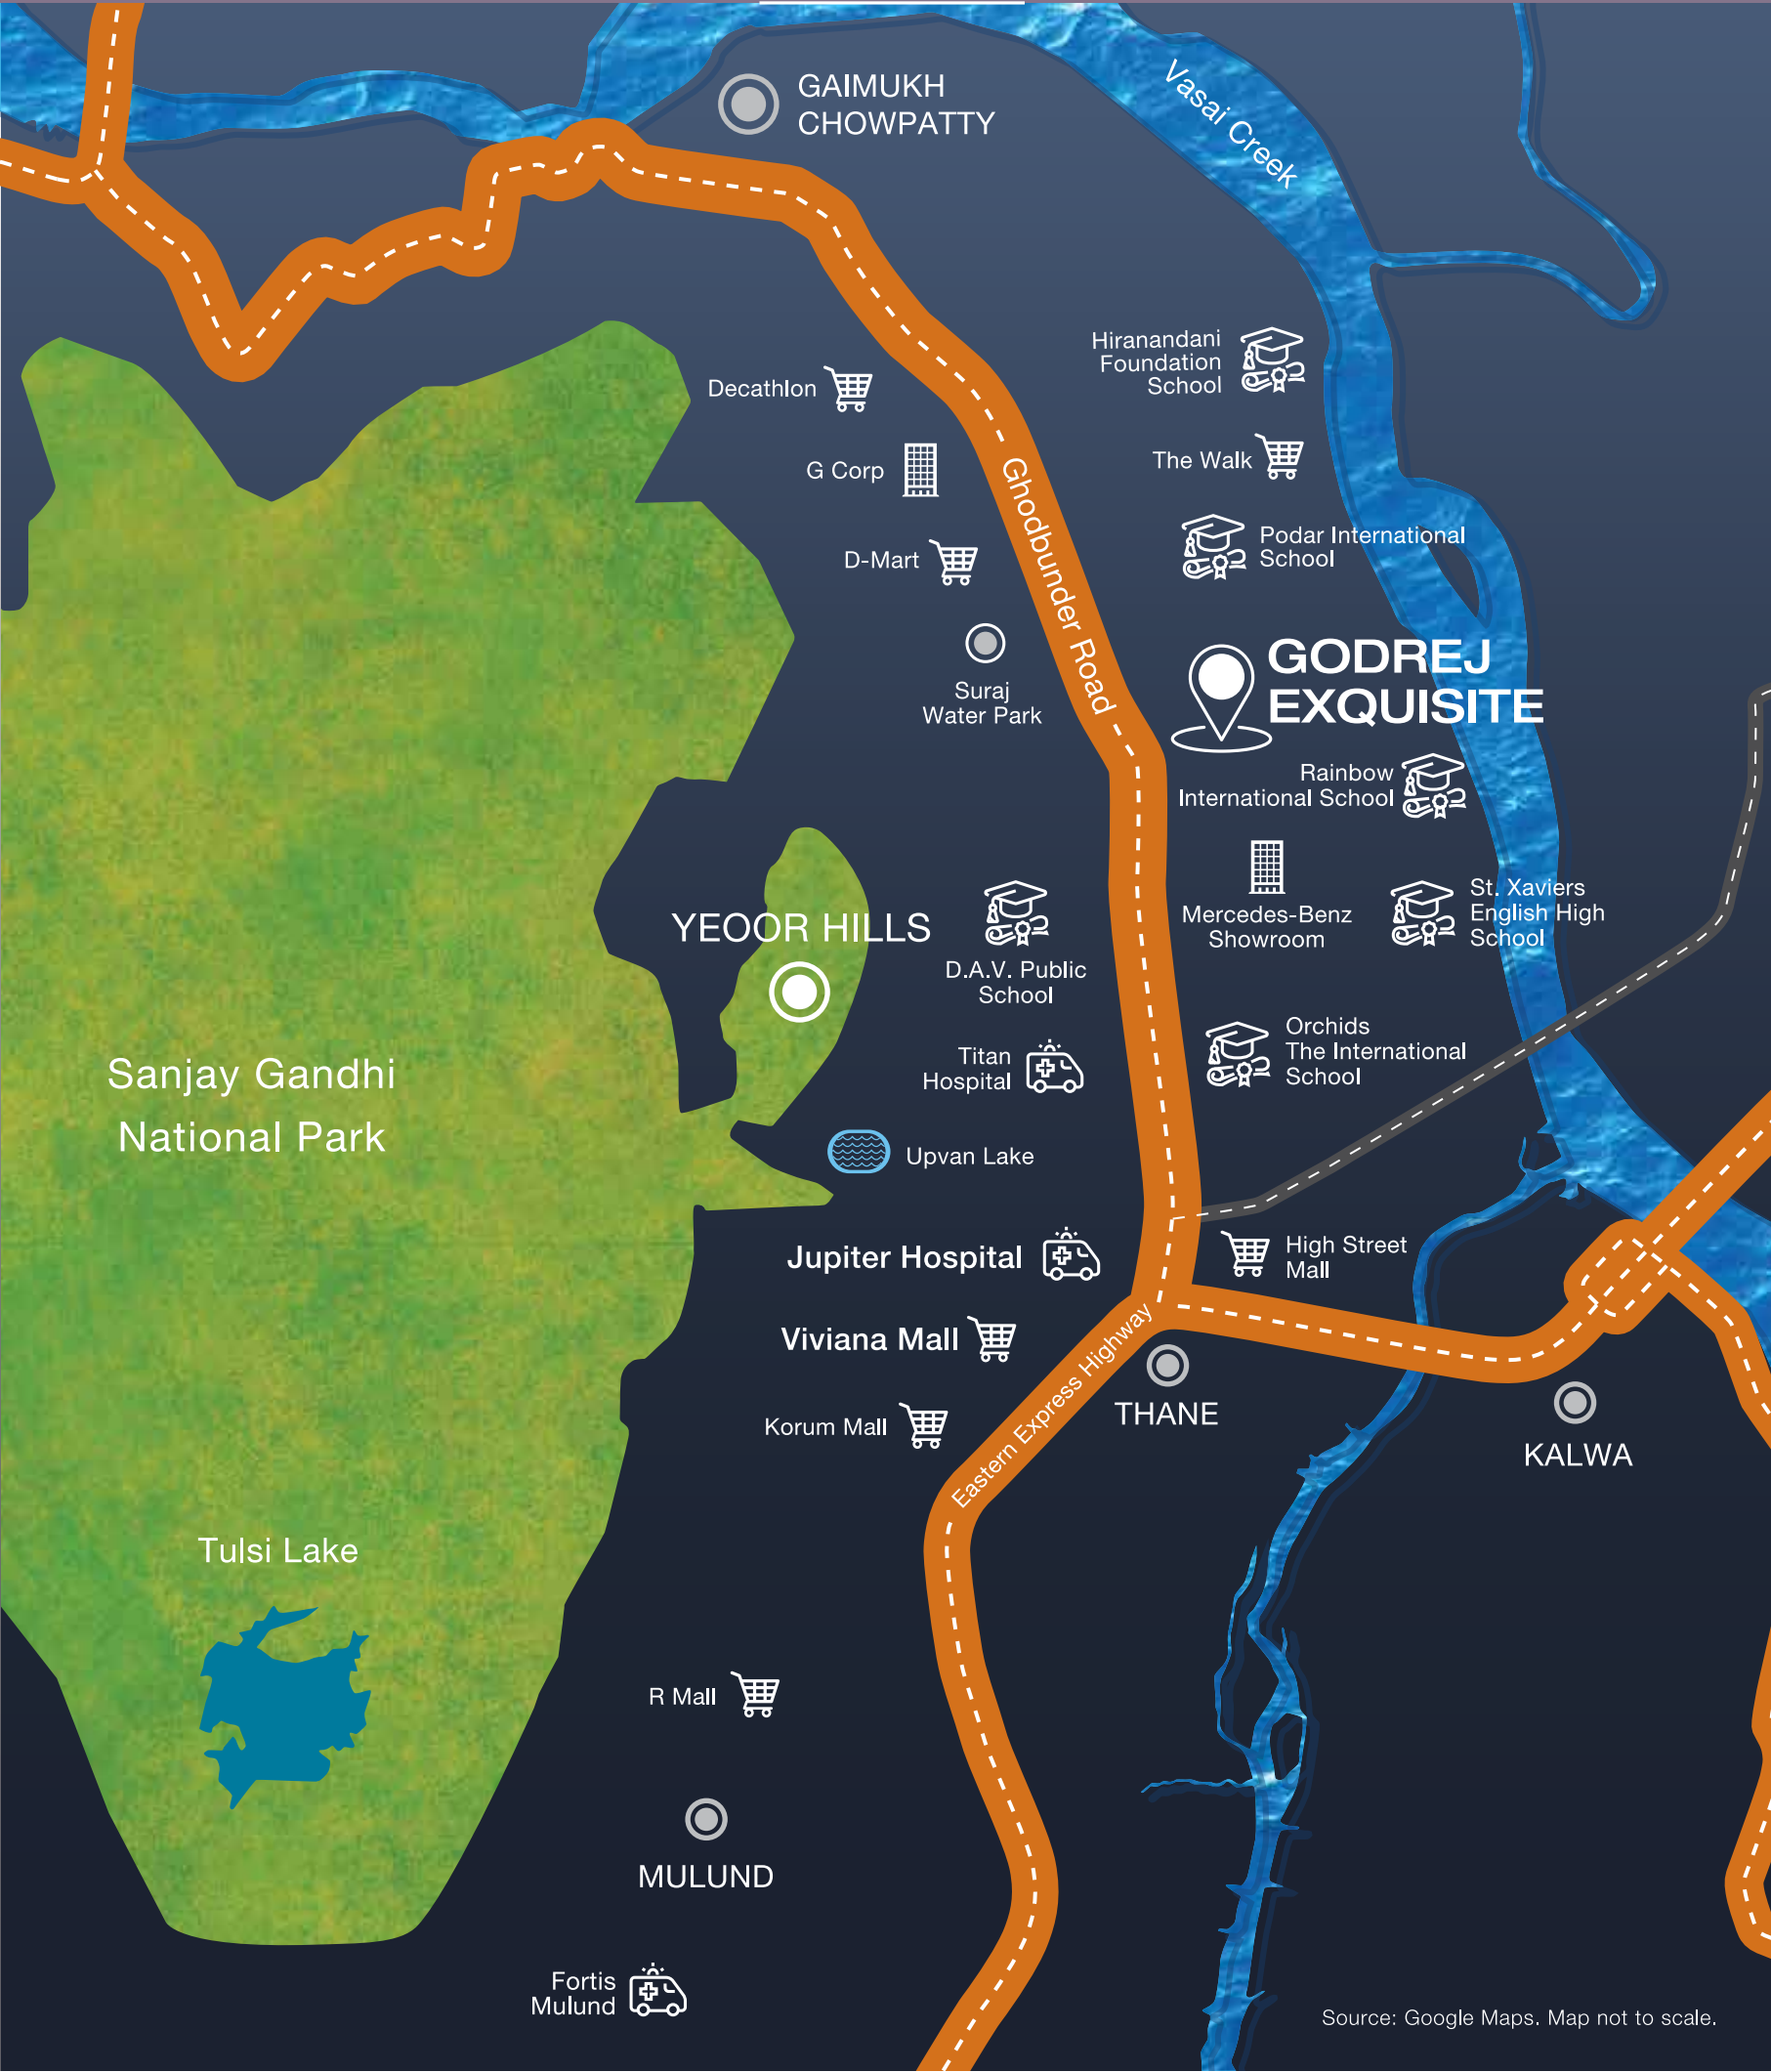 GAIMUKH
CHOWPATTY
Vasai Creek
Hiranandani
Foundation
School
Decathlon
The Walk
G Corp
Ghodbunder Road
Podar International
School
D-Mart
GODREJ
EXQUISITE
Suraj
Water Park
Rainbow
International School
YEOOR HILLS
D.A.V. Public
School
Mercedes-Benz
Showroom
St. Xaviers
English High
School
Sanjay Gandhi
National Park
Titan
Hospital
Orchids
The International
School
Upvan Lake
Jupiter Hospital
High Street
Mall
Viviana Mall
Eastern Express Highway
THANE
Korum Mall
KALWA
Tulsi Lake
R Mall
MULUND
Fortis
Mulund
Source: Google Maps. Map not to scale.